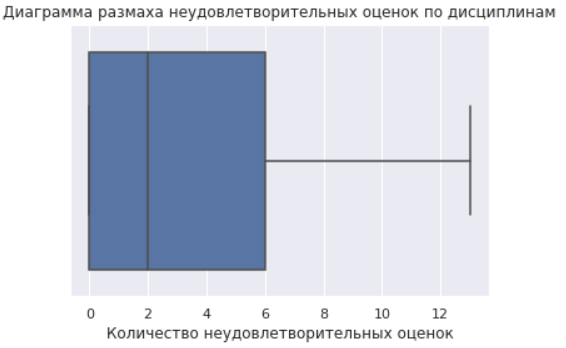 Диаграмма размаха неудовлетворительных оценок по дисциплинам
0 2 4 6 8 10 12
Количество неудовлетворительных оценок